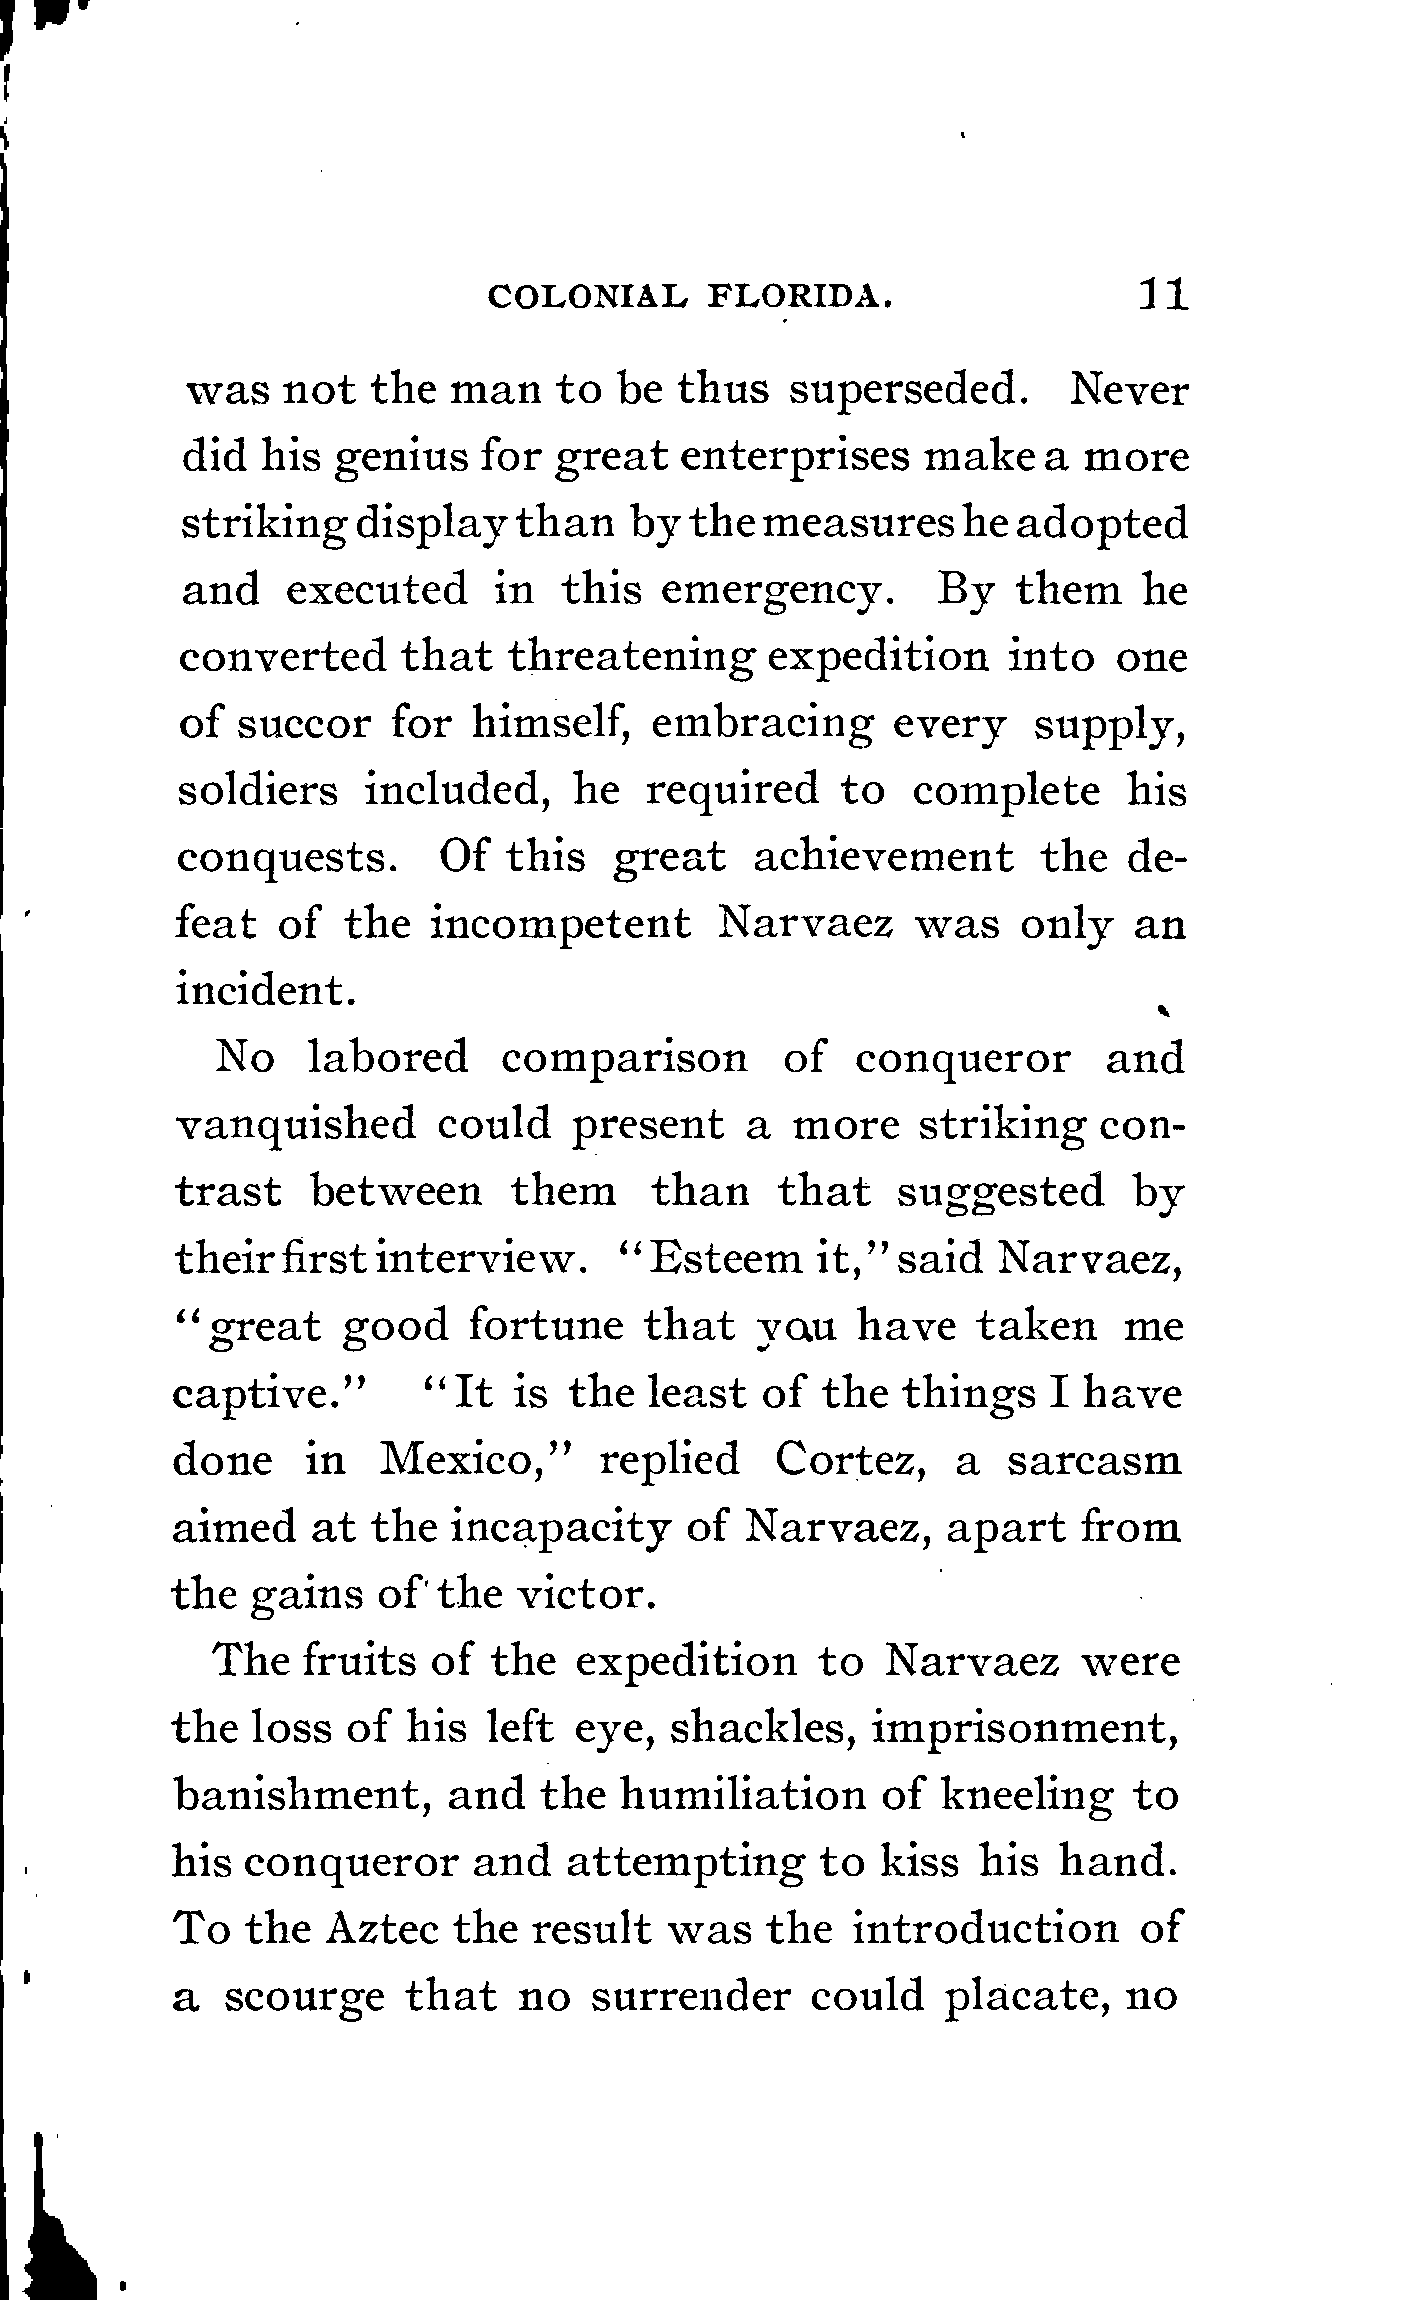 COLONIAL FLORIDA. 11
was not the man to be thus superseded. Never
did his genius for great enterprises make a more
striking display than by the measures he adopted
and executed in this emergency. By them he
converted that threatening expedition into one
of succor for himself, embracing every supply,
soldiers included, he required to complete his
conquests. Of this great achievement the de-
feat of the incompetent Narvaez was only an
incident.
No labored comparison of conqueror and
vanquished could present a more striking con-
trast between them than that suggested by
their first interview. "Esteem it," said Narvaez,
"great good fortune that you have taken me
captive." "It is the least of the things I have
done in Mexico," replied Cortez, a sarcasm
aimed at the incapacity of Narvaez, apart from
the gains of the victor.
The fruits of the expedition to Narvaez were
the loss of his left eye, shackles, imprisonment,
banishment, and the humiliation of kneeling to
his conqueror and attempting to kiss his hand.
To the Aztec the result was the introduction of
a scourge that no surrender could placate, no